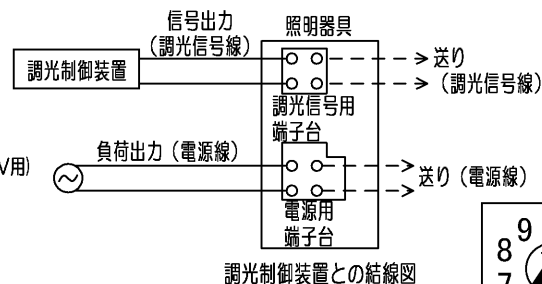 信号出力
(調光信号線)
照明器具
調光制御装置
送り
(調光信号線)
調光信号用
端子台
V用)
負荷出力(電源線)
送り(電源線)
電源用
端子台
調光制御装置との結線図
9
8
7